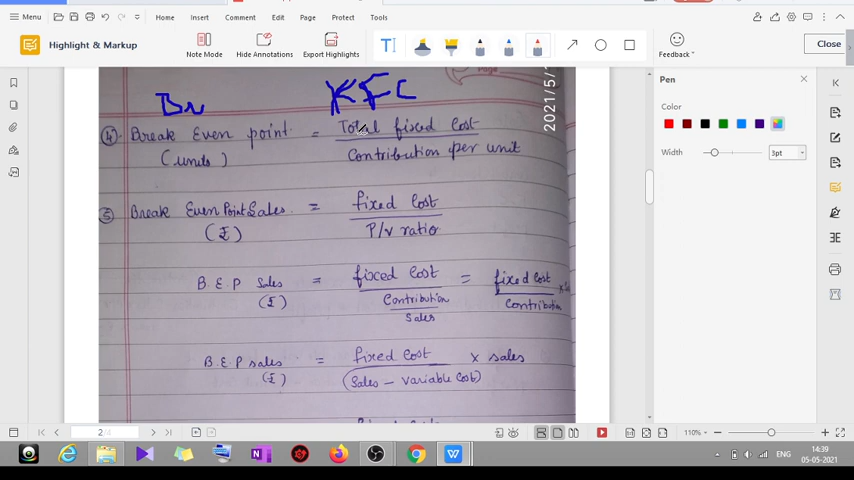 Menu Home Insert Comment Edit Page Protect Tools
Highlight & Markup Note Mode Hide Annotations Export Highlights Feedback Close
KFC
2021/5/
Pen
Color
Width 3pt
④ Break Even point (units) = Total fixed Cost / Contribution per unit
⑤ Break Even Point Sales (₹) = fixed Cost / P/v ratio
B.E.P Sales (₹) = fixed Cost / Contribution / Sales = fixed Cost / Contribution ×
B.E.P sales (₹) = fixed Cost / (Sales - variable Cost) × sales
2
110%
ENG
14:39
05-05-2021